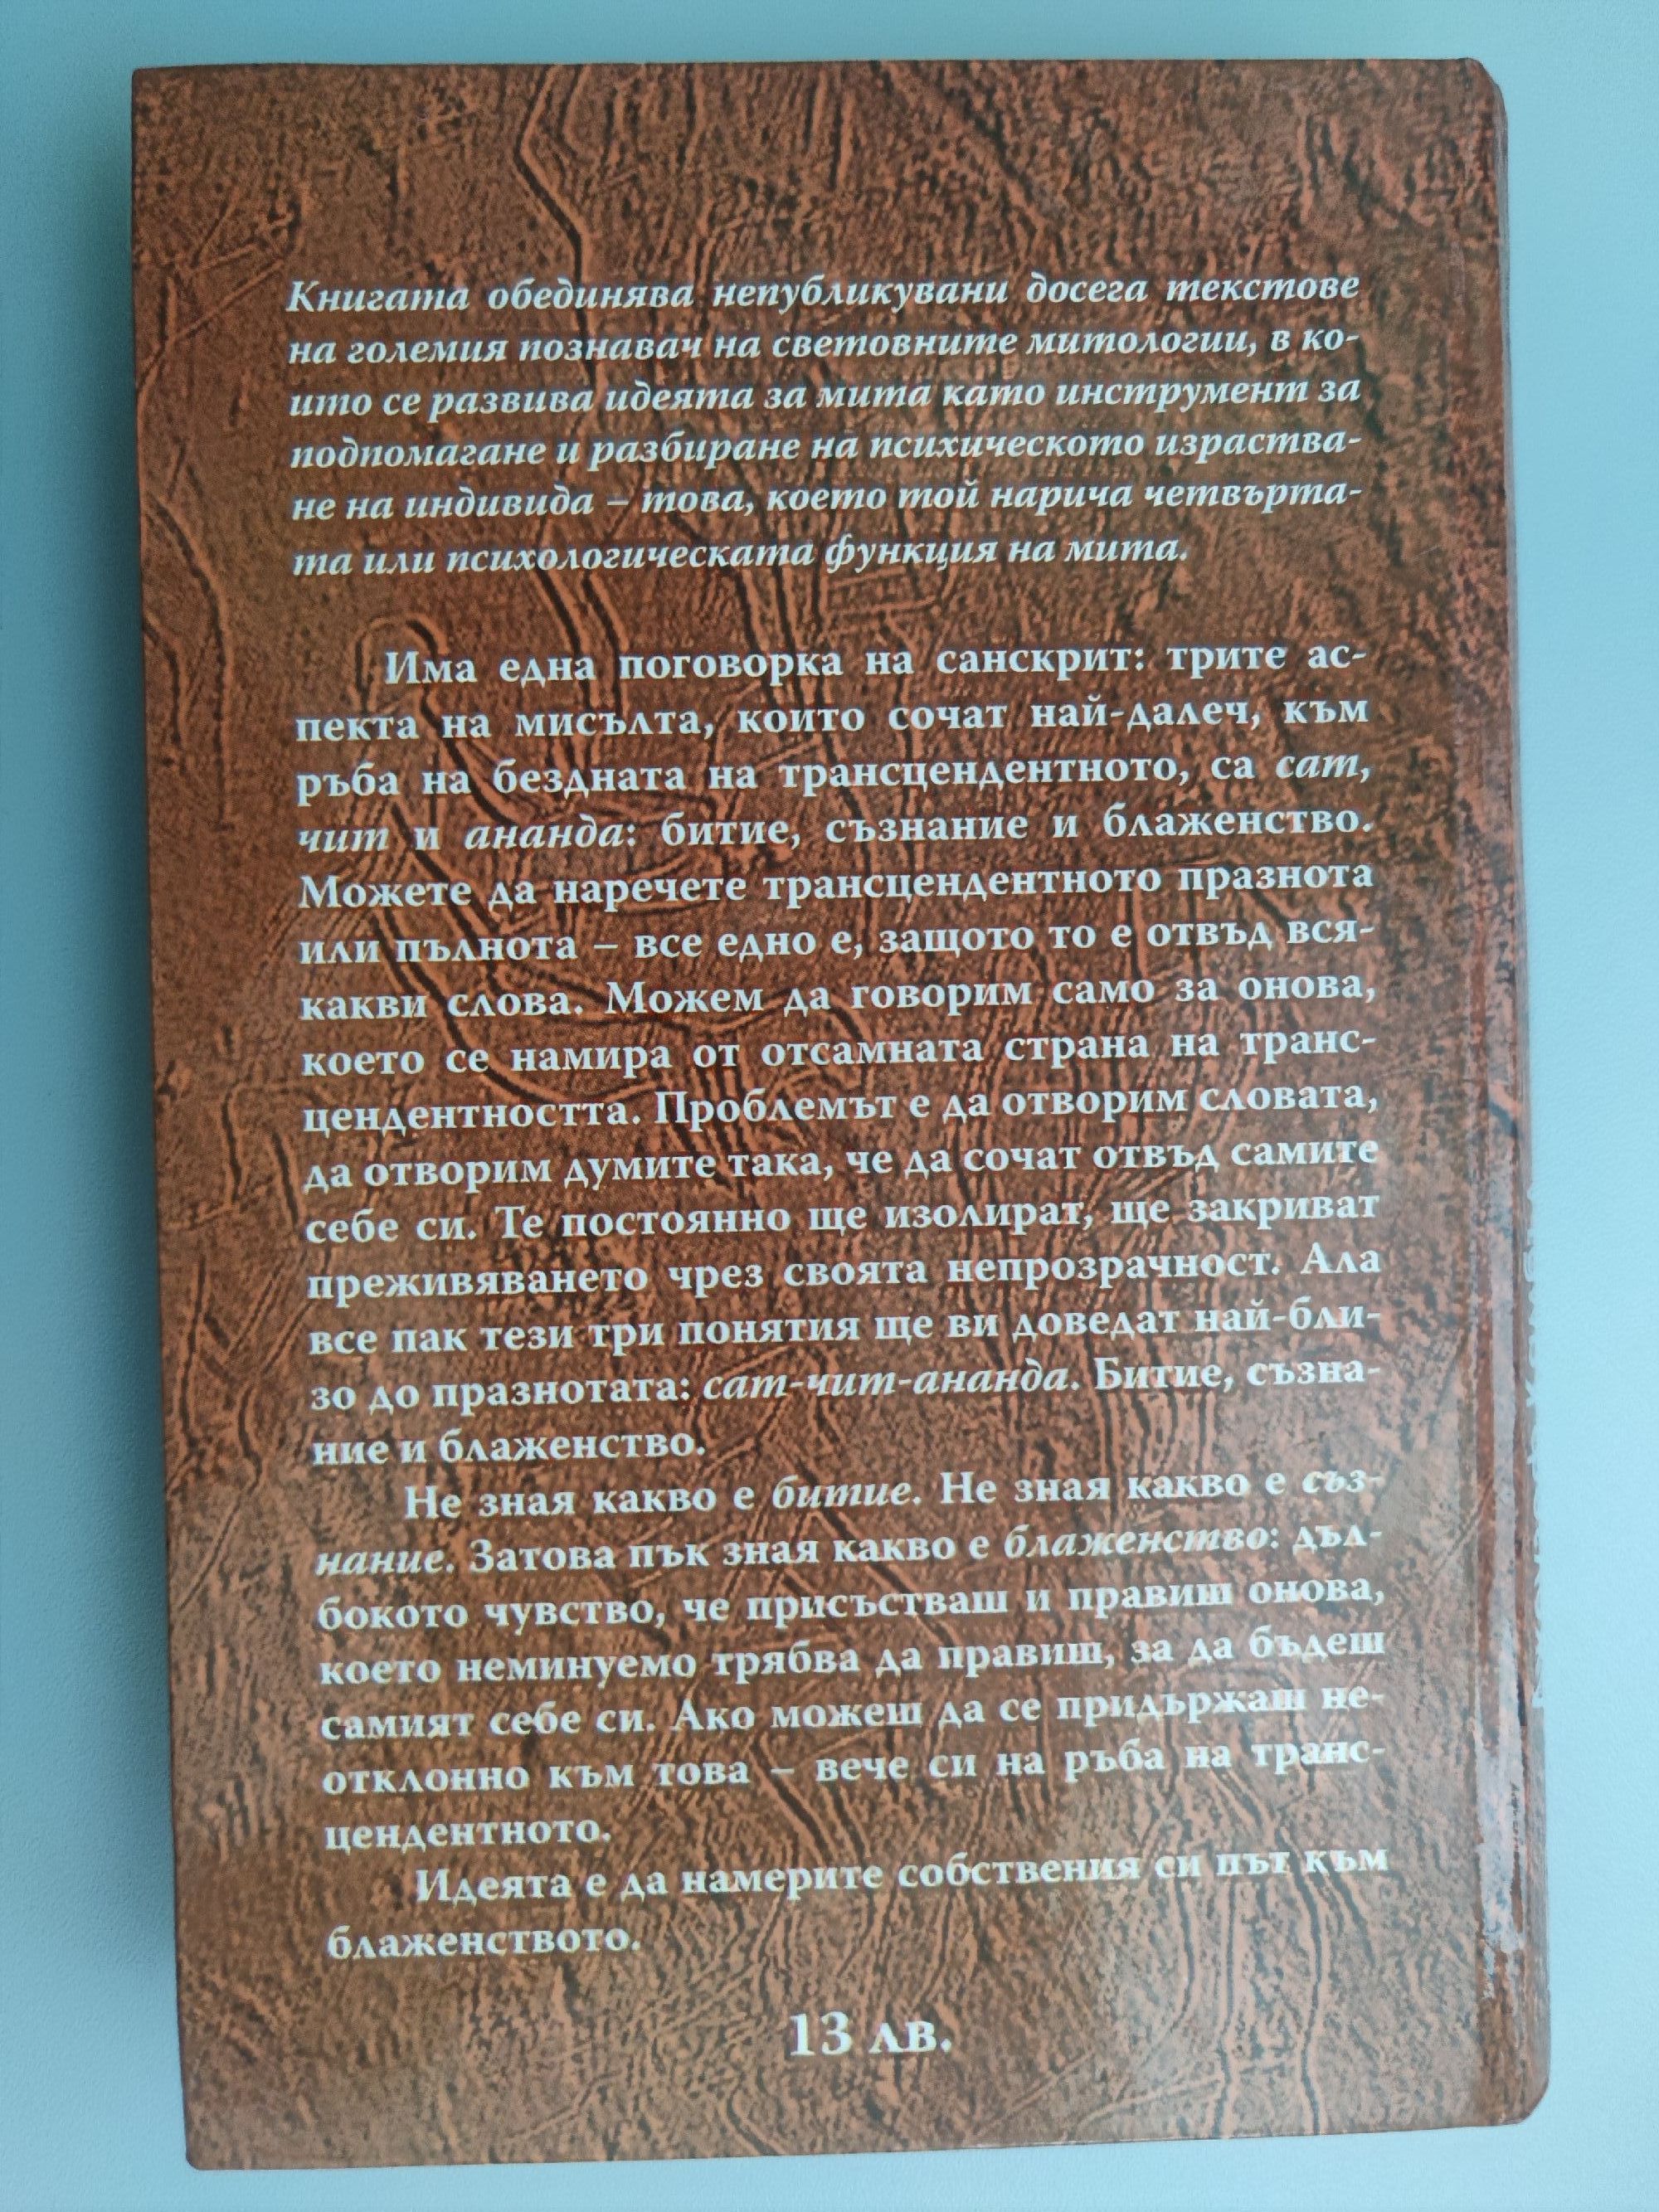 Книгата обединява непубликувани досега текстове
на големия познавач на световните митологии, в ко-
ито се развива идеята за мита като инструмент за
подпомагане и разбиране на психическото израства-
не на индивида – това, което той нарича четвърта-
та или психологическата функция на мита.
Има една поговорка на санскрит: трите ас-
пекта на мисълта, които сочат най-далеч, към
ръба на бездната на трансцендентното, са сат,
чит и ананда: битие, съзнание и блаженство.
Можете да наречете трансцендентното празнота
или пълнота – все едно е, защото то е отвъд вся-
какви слова. Можем да говорим само за онова,
което се намира от отсамната страна на транс-
цендентността. Проблемът е да отворим словата,
да отворим думите така, че да сочат отвъд самите
себе си. Те постоянно ще изолират, ще закриват
преживяването чрез своята непрозрачност. Ала
все пак тези три понятия ще ви доведат най-бли-
зо до празнотата: сат-чит-ананда. Битие, съзна-
ние и блаженство.
Не зная какво е битие. Не зная какво е съз-
нание. Затова пък зная какво е блаженство: дъл-
бокото чувство, че присъстваш и правиш онова,
което неминуемо трябва да правиш, за да бъдеш
самият себе си. Ако можеш да се придържаш не-
отклонно към това – вече си на ръба на транс-
цендентното.
Идеята е да намерите собствения си път към
блаженството.
13 лв.